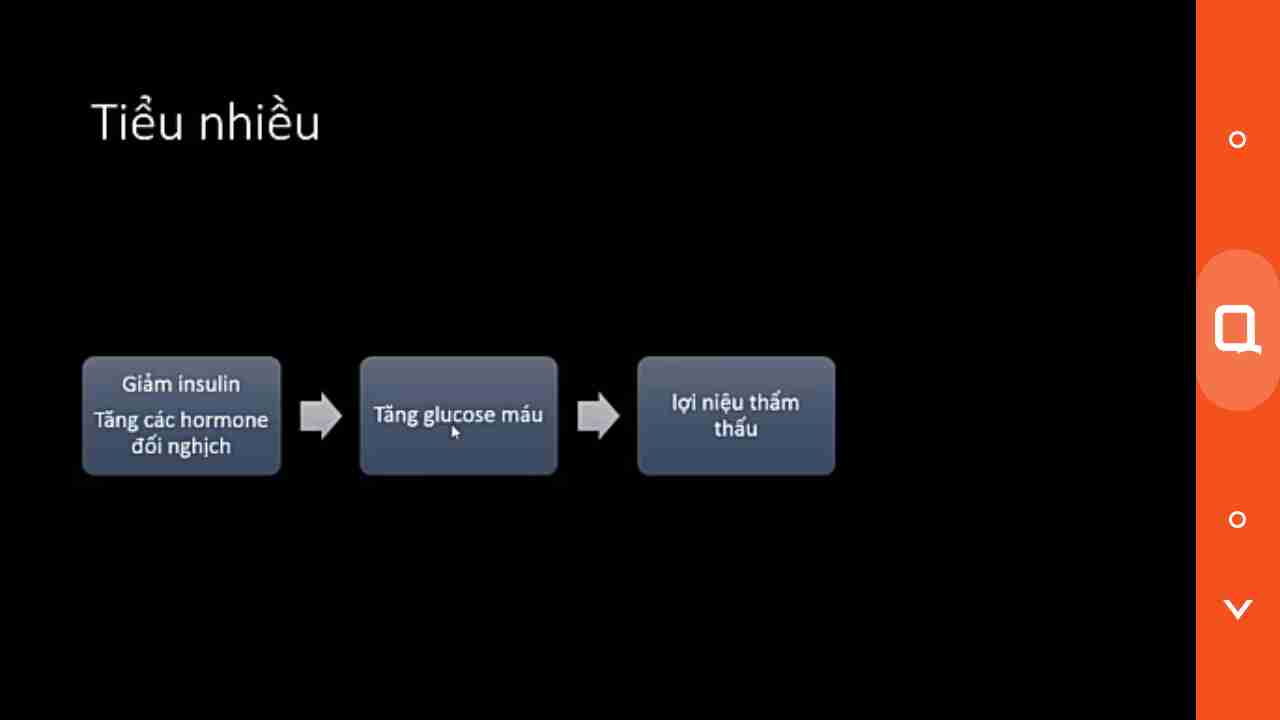 Tiểu nhiều
Giảm insulin
Tăng các hormone
đối nghịch
Tăng glucose máu
lợi niệu thẩm
thấu